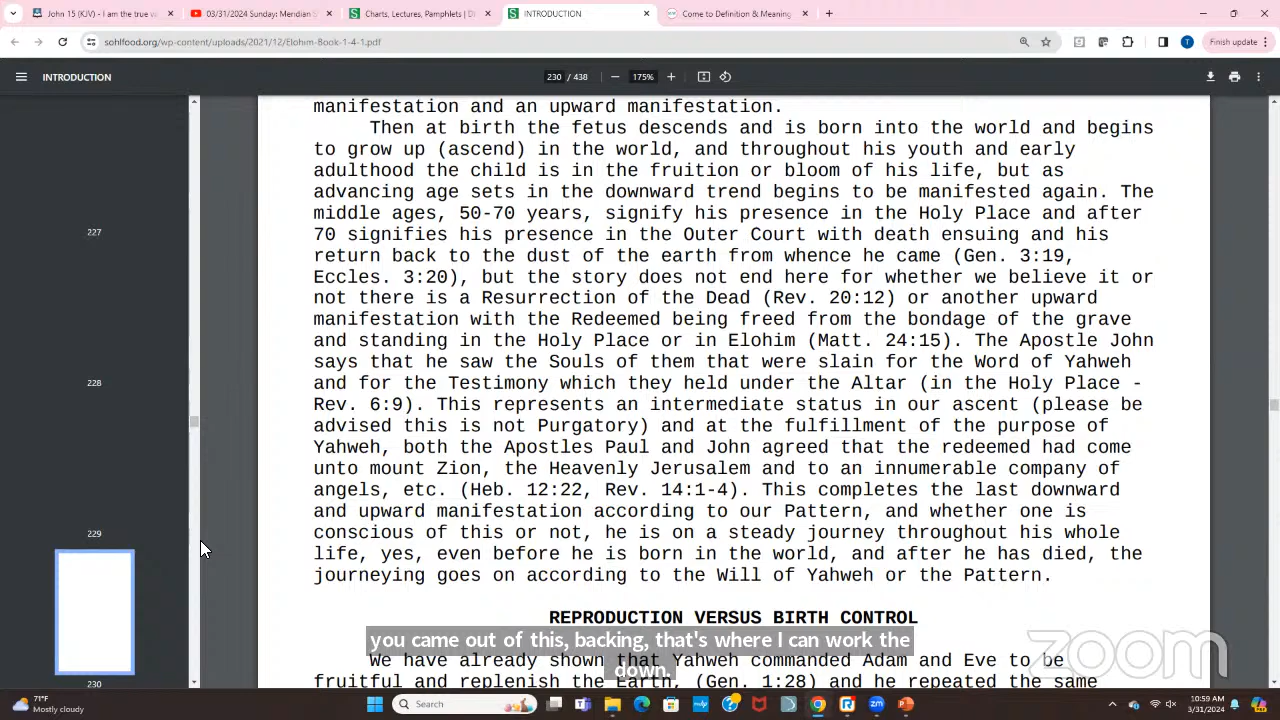 John 15 (KJV) - I am the true v
03/31/2024 Sunday: Meridian S
Charts, Lectures, Pamphlets | D
INTRODUCTION
Come to Definition & Meaning
sohlfood.org/wp-content/uploads/2021/12/Elohim-Book-1-4-1.pdf
Finish update
INTRODUCTION
230 / 438
175%
manifestation and an upward manifestation.
Then at birth the fetus descends and is born into the world and begins
to grow up (ascend) in the world, and throughout his youth and early
adulthood the child is in the fruition or bloom of his life, but as
advancing age sets in the downward trend begins to be manifested again. The
middle ages, 50-70 years, signify his presence in the Holy Place and after
70 signifies his presence in the Outer Court with death ensuing and his
return back to the dust of the earth from whence he came (Gen. 3:19,
Eccles. 3:20), but the story does not end here for whether we believe it or
not there is a Resurrection of the Dead (Rev. 20:12) or another upward
manifestation with the Redeemed being freed from the bondage of the grave
and standing in the Holy Place or in Elohim (Matt. 24:15). The Apostle John
says that he saw the Souls of them that were slain for the Word of Yahweh
and for the Testimony which they held under the Altar (in the Holy Place -
Rev. 6:9). This represents an intermediate status in our ascent (please be
advised this is not Purgatory) and at the fulfillment of the purpose of
Yahweh, both the Apostles Paul and John agreed that the redeemed had come
unto mount Zion, the Heavenly Jerusalem and to an innumerable company of
angels, etc. (Heb. 12:22, Rev. 14:1-4). This completes the last downward
and upward manifestation according to our Pattern, and whether one is
conscious of this or not, he is on a steady journey throughout his whole
life, yes, even before he is born in the world, and after he has died, the
journeying goes on according to the Will of Yahweh or the Pattern.
REPRODUCTION VERSUS BIRTH CONTROL
We have already shown that Yahweh commanded Adam and Eve to be
fruitful and replenish the Earth, (Gen. 1:28) and he repeated the same
you came out of this, backing, that's where I can work the
down.
zoom
227
228
229
230
71°F
Mostly cloudy
Search
10:59 AM
3/31/2024